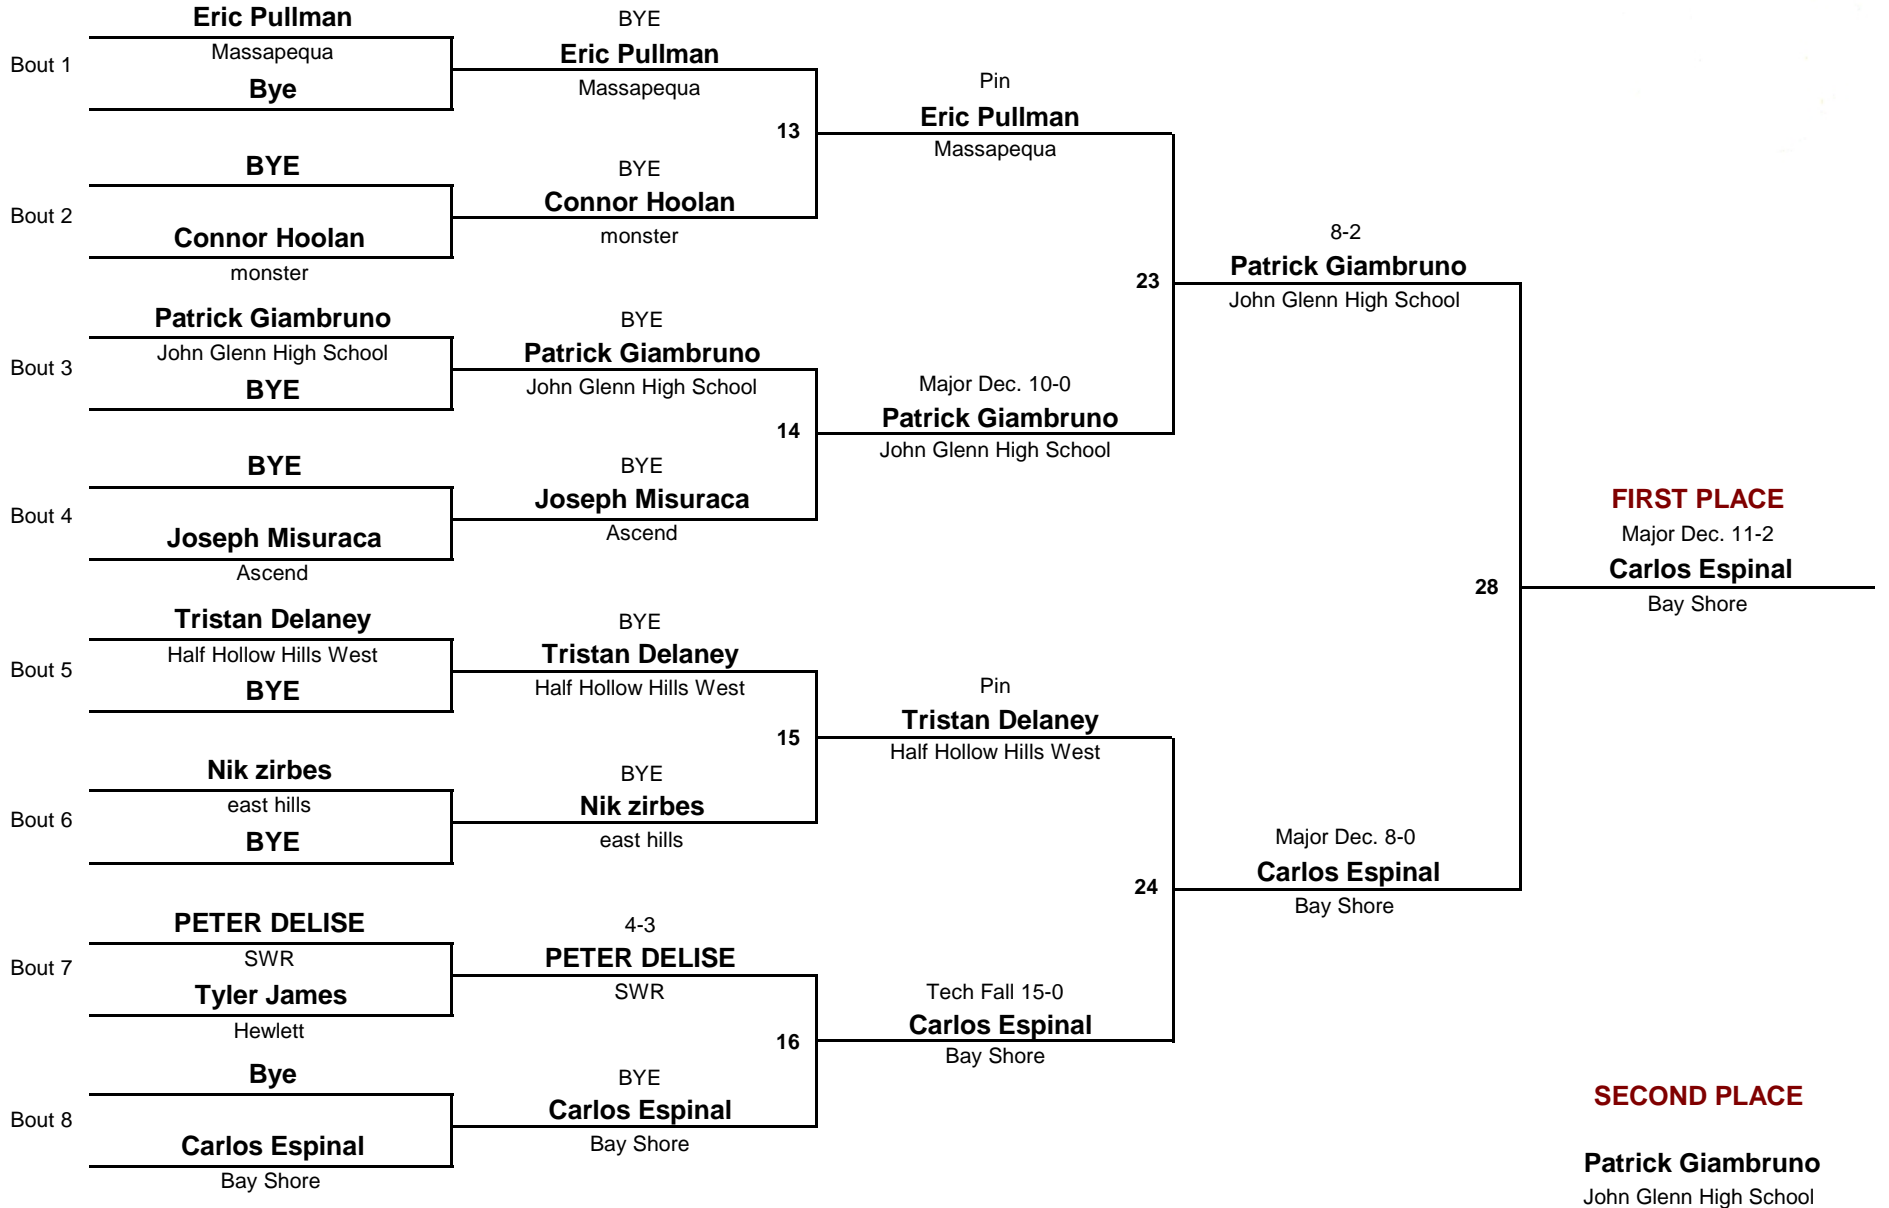 Eric Pullman
Bout 1
Massapequa
Bye
BYE
Bout 2
Connor Hoolan
monster
Patrick Giambruno
Bout 3
John Glenn High School
BYE
BYE
Bout 4
Joseph Misuraca
Ascend
Tristan Delaney
Bout 5
Half Hollow Hills West
BYE
Nik zirbes
Bout 6
east hills
BYE
PETER DELISE
Bout 7
SWR
Tyler James
Hewlett
Bye
Bout 8
Carlos Espinal
Bay Shore
BYE
Eric Pullman
Massapequa
13
BYE
Connor Hoolan
monster
BYE
Patrick Giambruno
John Glenn High School
14
BYE
Joseph Misuraca
Ascend
BYE
Tristan Delaney
Half Hollow Hills West
15
BYE
Nik zirbes
east hills
4-3
PETER DELISE
SWR
16
BYE
Carlos Espinal
Bay Shore
Pin
Eric Pullman
Massapequa
23
Major Dec. 10-0
Patrick Giambruno
John Glenn High School
Pin
Tristan Delaney
Half Hollow Hills West
24
Tech Fall 15-0
Carlos Espinal
Bay Shore
8-2
Patrick Giambruno
John Glenn High School
28
Major Dec. 8-0
Carlos Espinal
Bay Shore
FIRST PLACE
Major Dec. 11-2
Carlos Espinal
Bay Shore
SECOND PLACE
Patrick Giambruno
John Glenn High School